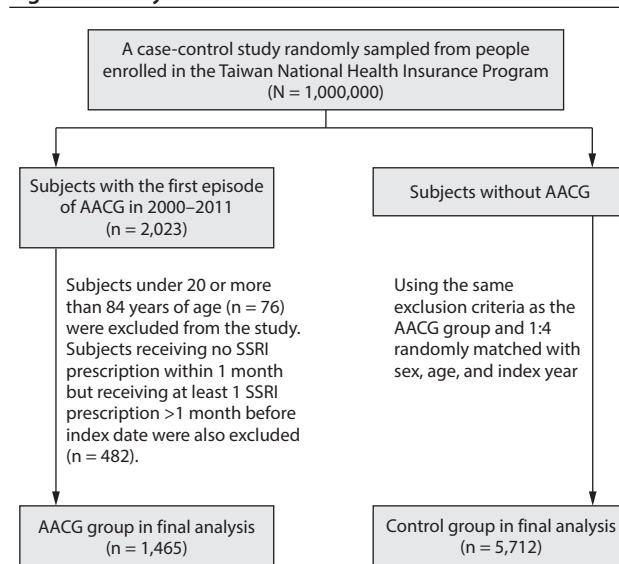 A case-control study randomly sampled from people
enrolled in the Taiwan National Health Insurance Program
(N = 1,000,000)
Subjects with the first episode
of AACG in 2000–2011
(n = 2,023)
Subjects without AACG
Subjects under 20 or more
than 84 years of age (n = 76)
were excluded from the study.
Subjects receiving no SSRI
prescription within 1 month
but receiving at least 1 SSRI
prescription >1 month before
index date were also excluded
(n = 482).
Using the same
exclusion criteria as the
AACG group and 1:4
randomly matched with
sex, age, and index year
AACG group in final analysis
(n = 1,465)
Control group in final analysis
(n = 5,712)